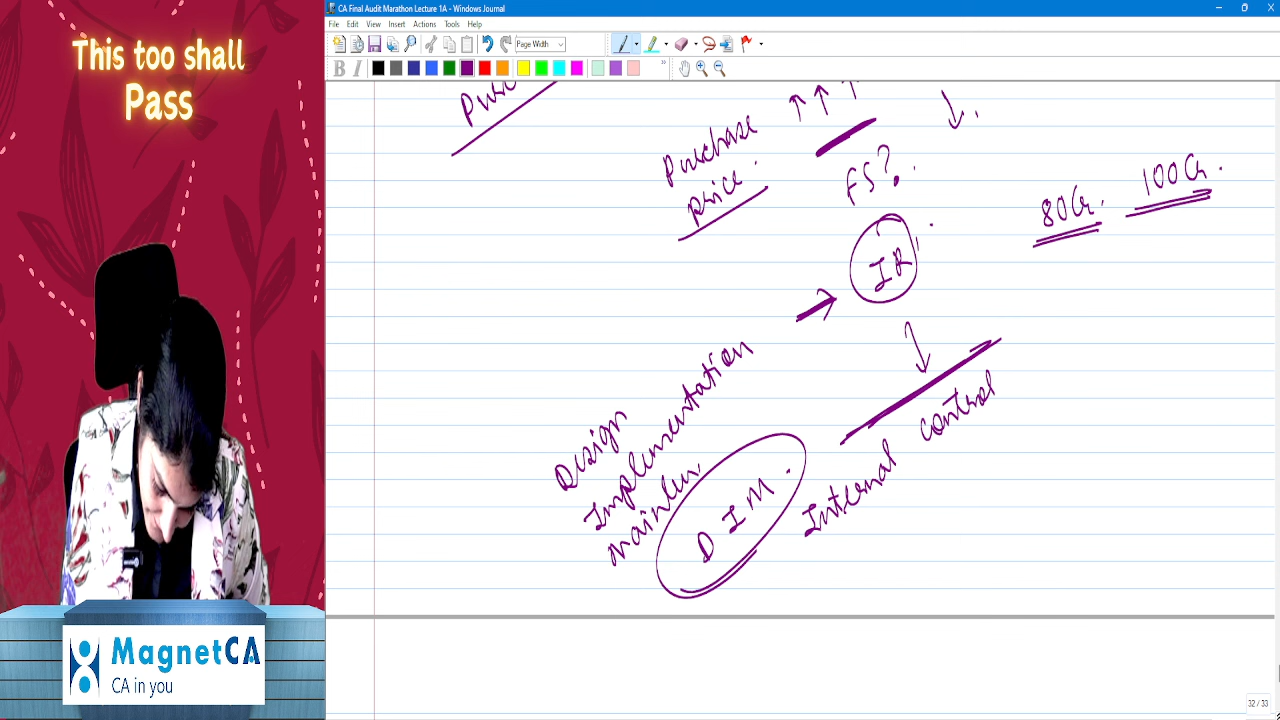 This too shall
Pass
CA Final Audit Marathon Lecture 1A - Windows Journal
File Edit View Insert Actions Tools Help
Page Width
B I
Purchase
price.
FS?
80Cr.
100Cr.
IR
Design
Implementation
DIM
Internal control
MagnetCA
CA in you
32 / 33